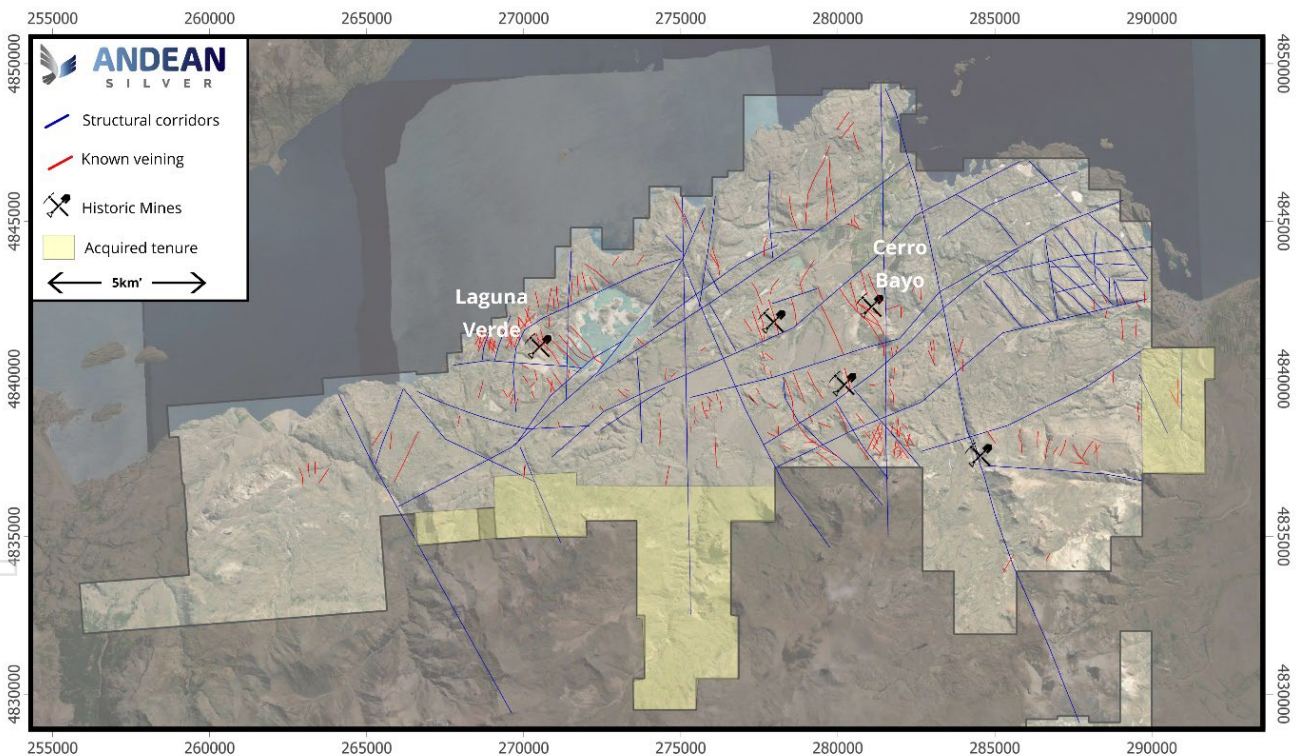 255000 260000 265000 270000 275000 280000 285000 290000
4850000
4845000
4840000
4835000
4830000
ANDEAN
SILVER
Structural corridors
Known veining
Historic Mines
Acquired tenure
5km'
Laguna
Verde
Cerro
Bayo
4850000
4845000
4840000
4835000
4830000
255000 260000 265000 270000 275000 280000 285000 290000